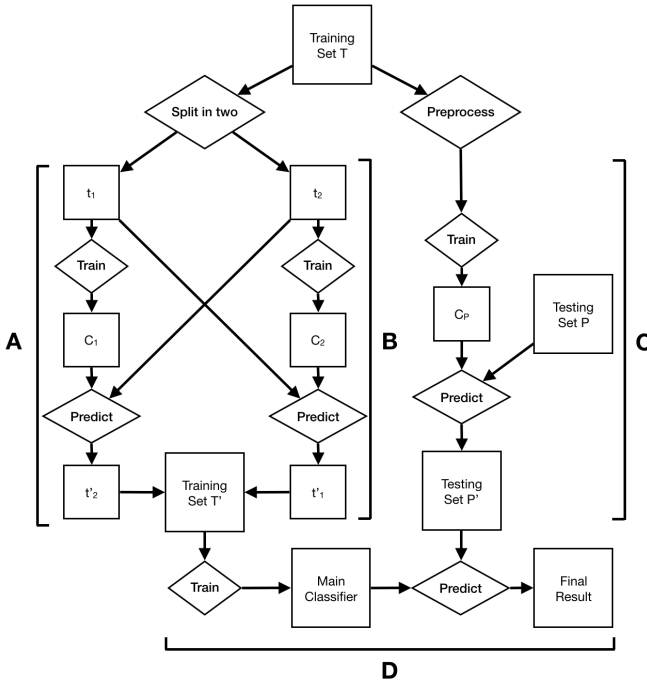 Training
Set T
Split in two
Preprocess
t₁
t₂
Train
Train
Train
C₁
C₂
Cₚ
Testing
Set P
A
B
C
Predict
Predict
Predict
t'₂
Training
Set T'
t'₁
Testing
Set P'
Train
Main
Classifier
Predict
Final
Result
D